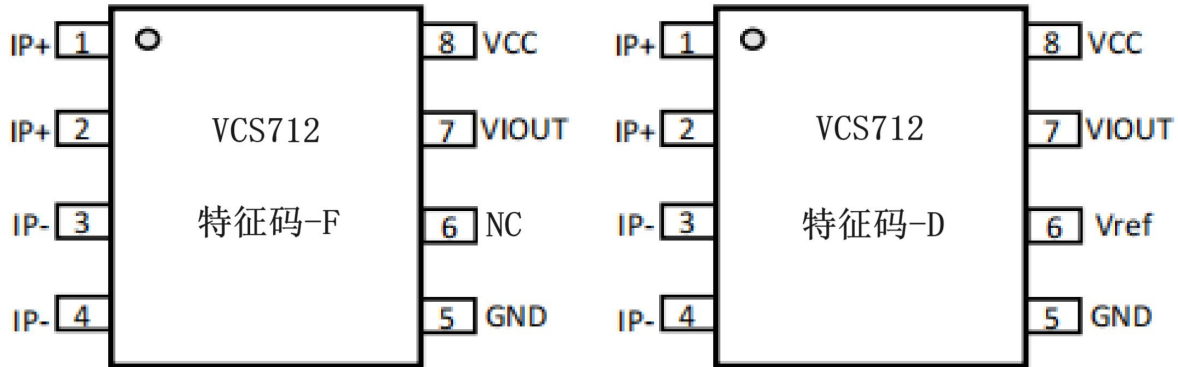 IP+ 1 8 VCC IP+ 1 8 VCC
IP+ 2 VCS712 7 VIOUT IP+ 2 VCS712 7 VIOUT
IP- 3 特征码-F 6 NC IP- 3 特征码-D 6 Vref
IP- 4 5 GND IP- 4 5 GND